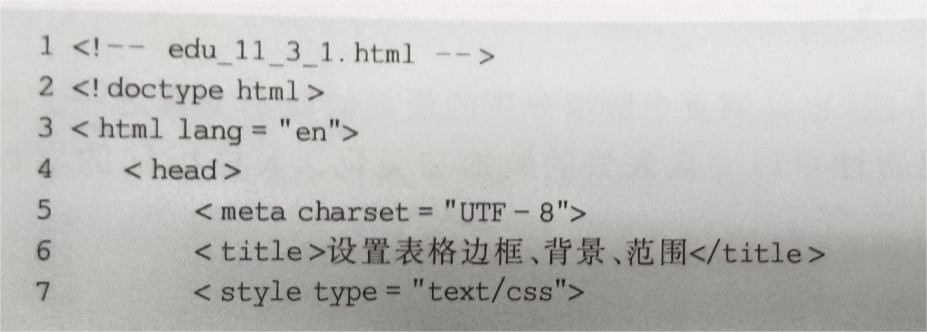 1 <!-- edu_11_3_1.html -->
2 <!doctype html>
3 <html lang = "en">
4 <head>
5 <meta charset = "UTF-8">
6 <title>设置表格边框、背景、范围</title>
7 <style type = "text/css">